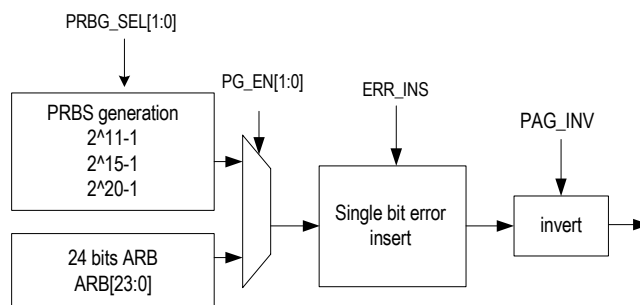 PRBG_SEL[1:0]
PG_EN[1:0]
ERR_INS
PAG_INV
PRBS generation
2^11-1
2^15-1
2^20-1
24 bits ARB
ARB[23:0]
Single bit error
insert
invert